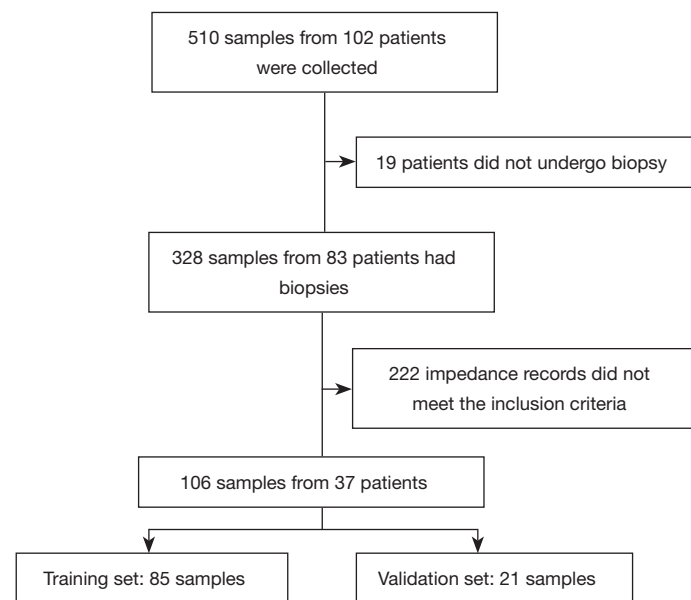 510 samples from 102 patients
were collected
19 patients did not undergo biopsy
328 samples from 83 patients had
biopsies
222 impedance records did not
meet the inclusion criteria
106 samples from 37 patients
Training set: 85 samples
Validation set: 21 samples